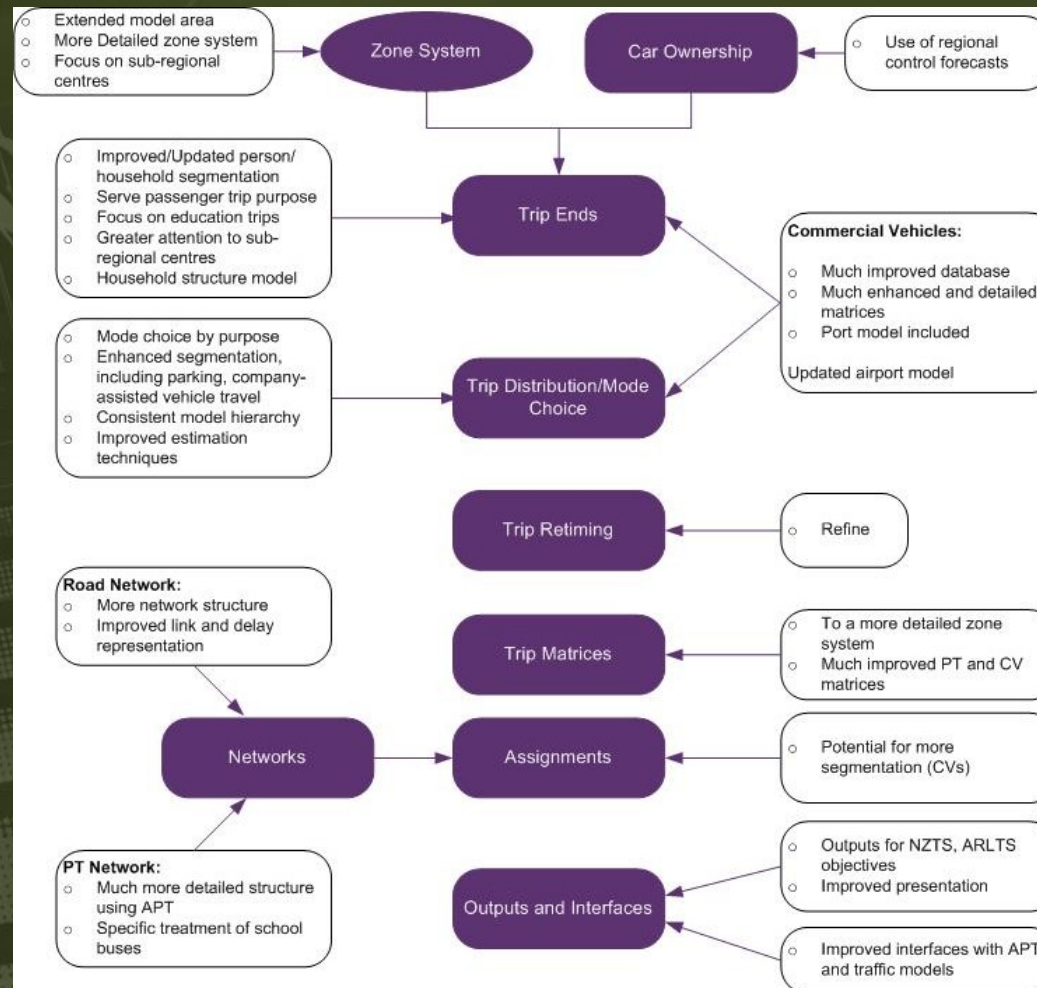 Extended model area
More Detailed zone system
Focus on sub-regional
centres
Zone System
Car Ownership
Use of regional
control forecasts
Improved/Updated person/
household segmentation
Serve passenger trip purpose
Focus on education trips
Greater attention to sub-
regional centres
Household structure model
Trip Ends
Commercial Vehicles:
Much improved database
Much enhanced and detailed
matrices
Port model included
Updated airport model
Mode choice by purpose
Enhanced segmentation,
including parking, company-
assisted vehicle travel
Consistent model hierarchy
Improved estimation
techniques
Trip Distribution/Mode
Choice
Trip Retiming
Refine
Road Network:
More network structure
Improved link and delay
representation
Trip Matrices
To a more detailed zone
system
Much improved PT and CV
matrices
Networks
Assignments
Potential for more
segmentation (CVs)
PT Network:
Much more detailed structure
using APT
Specific treatment of school
buses
Outputs and Interfaces
Outputs for NZTS, ARLTS
objectives
Improved presentation
Improved interfaces with APT
and traffic models